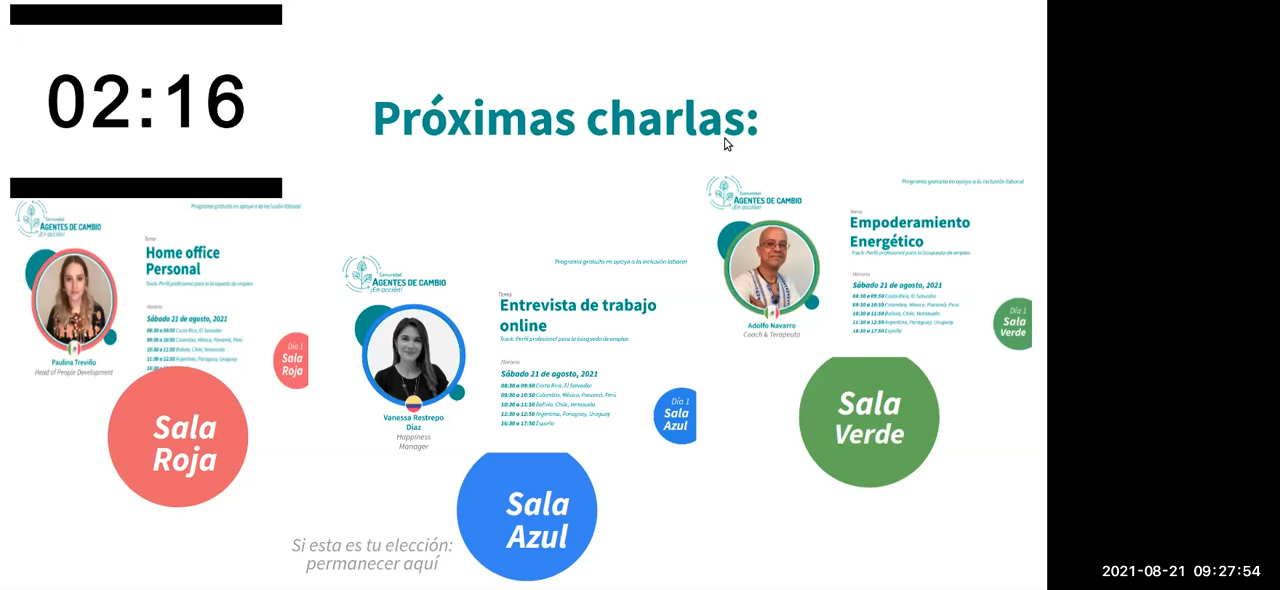 02:16
Próximas charlas:
Comunidad
AGENTES DE CAMBIO
¡En acción!
Programa gratuito en apoyo a la inclusión laboral
Tema
Home office
Personal
Track: Perfil profesional para la búsqueda de empleo
Horario
Sábado 21 de agosto, 2021
08:30 a 09:50 Costa Rica, El Salvador
09:30 a 10:50 Colombia, México, Panamá, Perú
10:30 a 11:50 Bolivia, Chile, Venezuela
11:30 a 12:50 Argentina, Paraguay, Uruguay
Paulina Treviño
Head of People Development
Día 1
Sala
Roja
Sala
Roja
Comunidad
AGENTES DE CAMBIO
¡En acción!
Programa gratuito en apoyo a la inclusión laboral
Tema
Entrevista de trabajo
online
Track: Perfil profesional para la búsqueda de empleo
Horario
Sábado 21 de agosto, 2021
08:30 a 09:50 Costa Rica, El Salvador
09:30 a 10:50 Colombia, México, Panamá, Perú
10:30 a 11:50 Bolivia, Chile, Venezuela
11:30 a 12:50 Argentina, Paraguay, Uruguay
16:30 a 17:50 España
Vanessa Restrepo
Díaz
Happiness
Manager
Día 1
Sala
Azul
Sala
Azul
Si esta es tu elección:
permanecer aquí
Comunidad
AGENTES DE CAMBIO
¡En acción!
Programa gratuito en apoyo a la inclusión laboral
Tema
Empoderamiento
Energético
Track: Perfil profesional para la búsqueda de empleo
Horario
Sábado 21 de agosto, 2021
08:30 a 09:50 Costa Rica, El Salvador
09:30 a 10:50 Colombia, México, Panamá, Perú
10:30 a 11:50 Bolivia, Chile, Venezuela
11:30 a 12:50 Argentina, Paraguay, Uruguay
16:30 a 17:50 España
Adolfo Navarro
Coach & Terapeuta
Día 1
Sala
Verde
Sala
Verde
2021-08-21 09:27:54